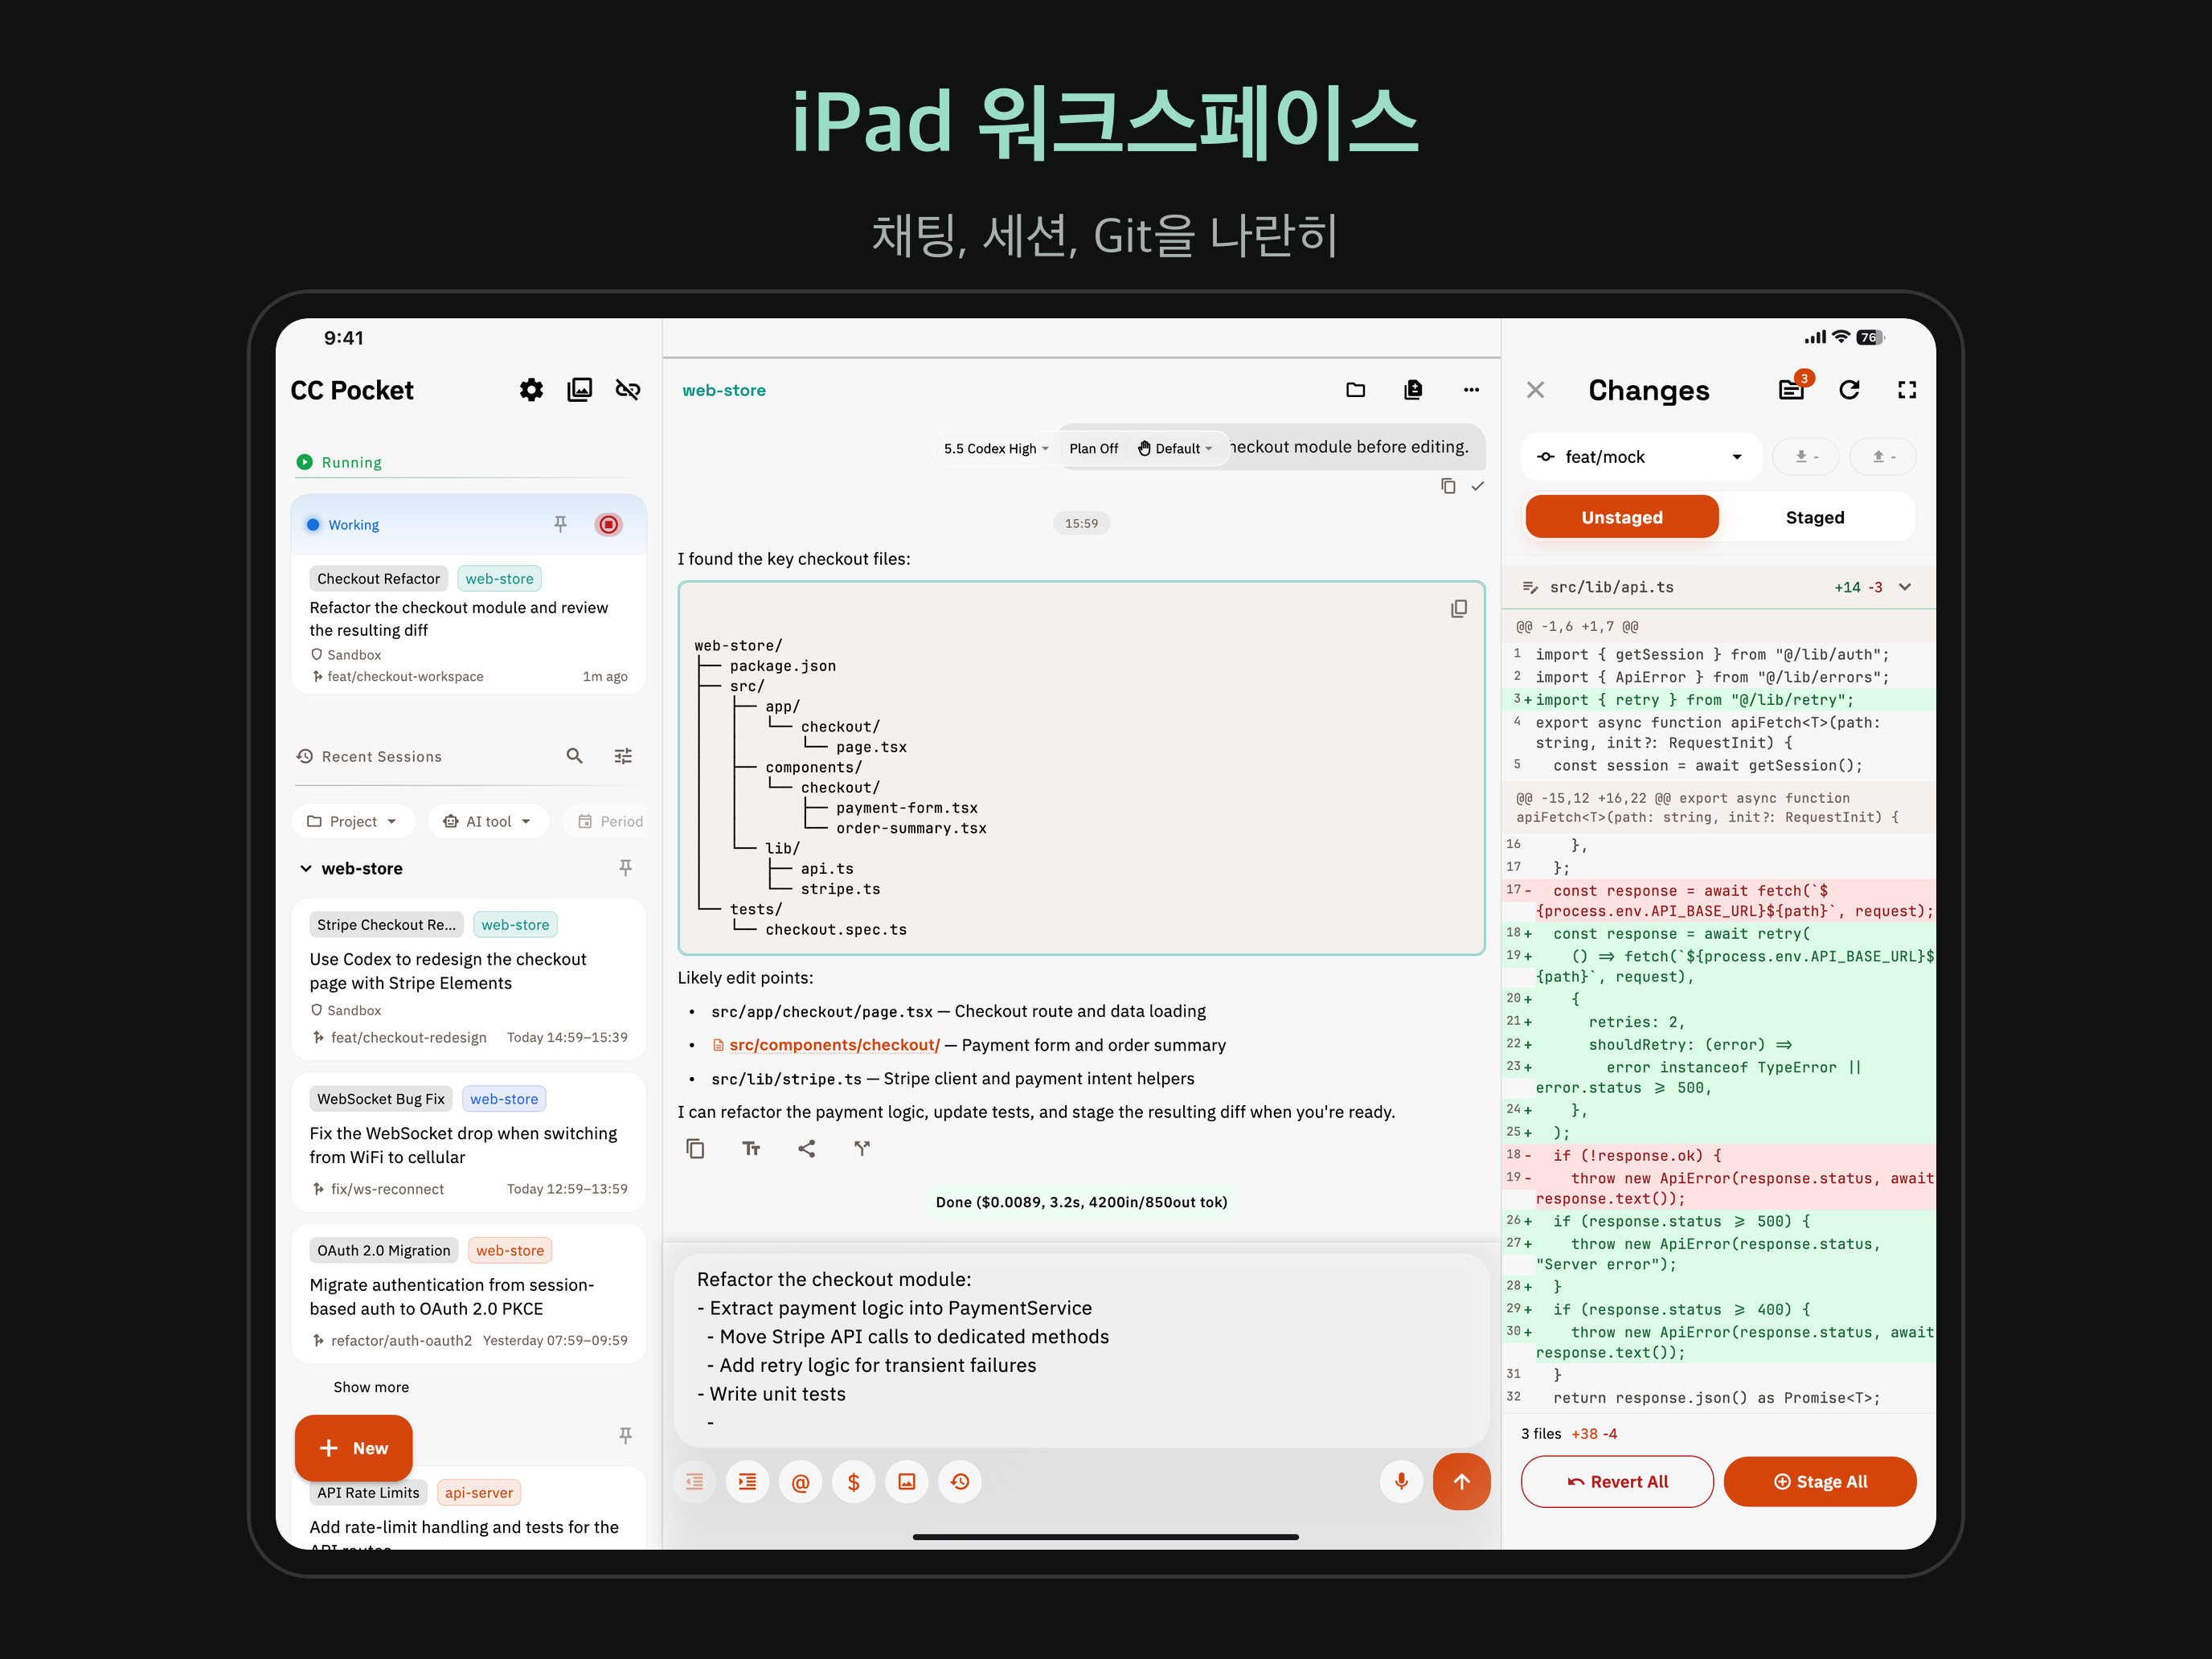 iPad 워크스페이스
채팅, 세션, Git을 나란히
9:41
76
CC Pocket
Running
Working
Checkout Refactor web-store
Refactor the checkout module and review
the resulting diff
Sandbox
feat/checkout-workspace 1m ago
Recent Sessions
Project AI tool Period
web-store
Stripe Checkout Re... web-store
Use Codex to redesign the checkout
page with Stripe Elements
Sandbox
feat/checkout-redesign Today 14:59–15:39
WebSocket Bug Fix web-store
Fix the WebSocket drop when switching
from WiFi to cellular
fix/ws-reconnect Today 12:59–13:59
OAuth 2.0 Migration web-store
Migrate authentication from session-
based auth to OAuth 2.0 PKCE
refactor/auth-oauth2 Yesterday 07:59–09:59
Show more
+ New
API Rate Limits api-server
Add rate-limit handling and tests for the
API routes
web-store
5.5 Codex High Plan Off Default heckout module before editing.
15:59
I found the key checkout files:
web-store/
├── package.json
├── src/
│   ├── app/
│   │   └── checkout/
│   │       └── page.tsx
│   ├── components/
│   │   └── checkout/
│   │       ├── payment-form.tsx
│   │       └── order-summary.tsx
│   └── lib/
│       ├── api.ts
│       └── stripe.ts
└── tests/
    └── checkout.spec.ts
Likely edit points:
• src/app/checkout/page.tsx — Checkout route and data loading
• src/components/checkout/ — Payment form and order summary
• src/lib/stripe.ts — Stripe client and payment intent helpers
I can refactor the payment logic, update tests, and stage the resulting diff when you're ready.
Done ($0.0089, 3.2s, 4200in/850out tok)
Refactor the checkout module:
- Extract payment logic into PaymentService
  - Move Stripe API calls to dedicated methods
  - Add retry logic for transient failures
- Write unit tests
  -
@ $
Changes 3
feat/mock - -
Unstaged Staged
src/lib/api.ts +14 -3
@@ -1,6 +1,7 @@
1 import { getSession } from "@/lib/auth";
2 import { ApiError } from "@/lib/errors";
3 + import { retry } from "@/lib/retry";
4 export async function apiFetch<T>(path:
string, init?: RequestInit) {
5   const session = await getSession();
@@ -15,12 +16,22 @@ export async function
apiFetch<T>(path: string, init?: RequestInit) {
16     },
17   };
17 -   const response = await fetch(`$
{process.env.API_BASE_URL}${path}`, request);
18 +   const response = await retry(
19 +     () => fetch(`${process.env.API_BASE_URL}$
{path}`, request),
20 +     {
21 +       retries: 2,
22 +       shouldRetry: (error) =>
23 +         error instanceof TypeError ||
error.status >= 500,
24 +     },
25 +   );
18 -   if (!response.ok) {
19 -     throw new ApiError(response.status, await
response.text());
26 +   if (response.status >= 500) {
27 +     throw new ApiError(response.status,
"Server error");
28 +   }
29 +   if (response.status >= 400) {
30 +     throw new ApiError(response.status, await
response.text());
31   }
32   return response.json() as Promise<T>;
3 files +38 -4
Revert All Stage All